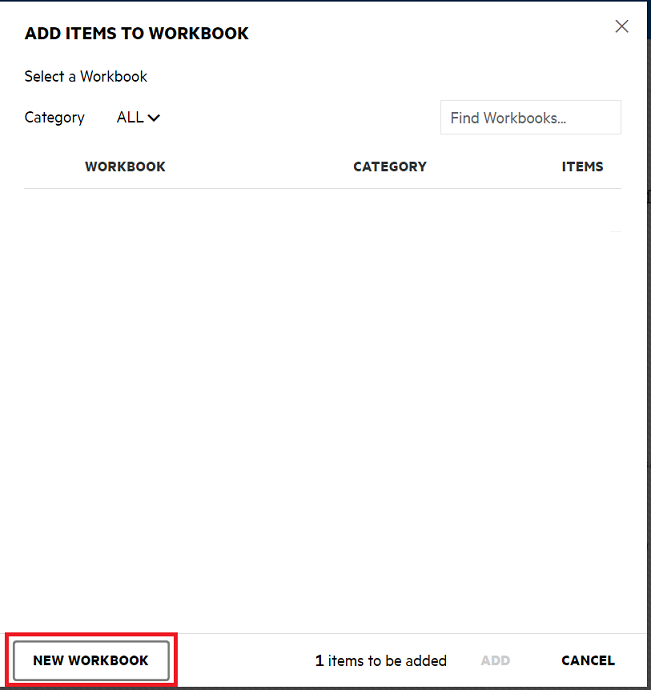 ADD ITEMS TO WORKBOOK
Select a Workbook
Category ALL
Find Workbooks...
WORKBOOK CATEGORY ITEMS
NEW WORKBOOK 1 items to be added ADD CANCEL